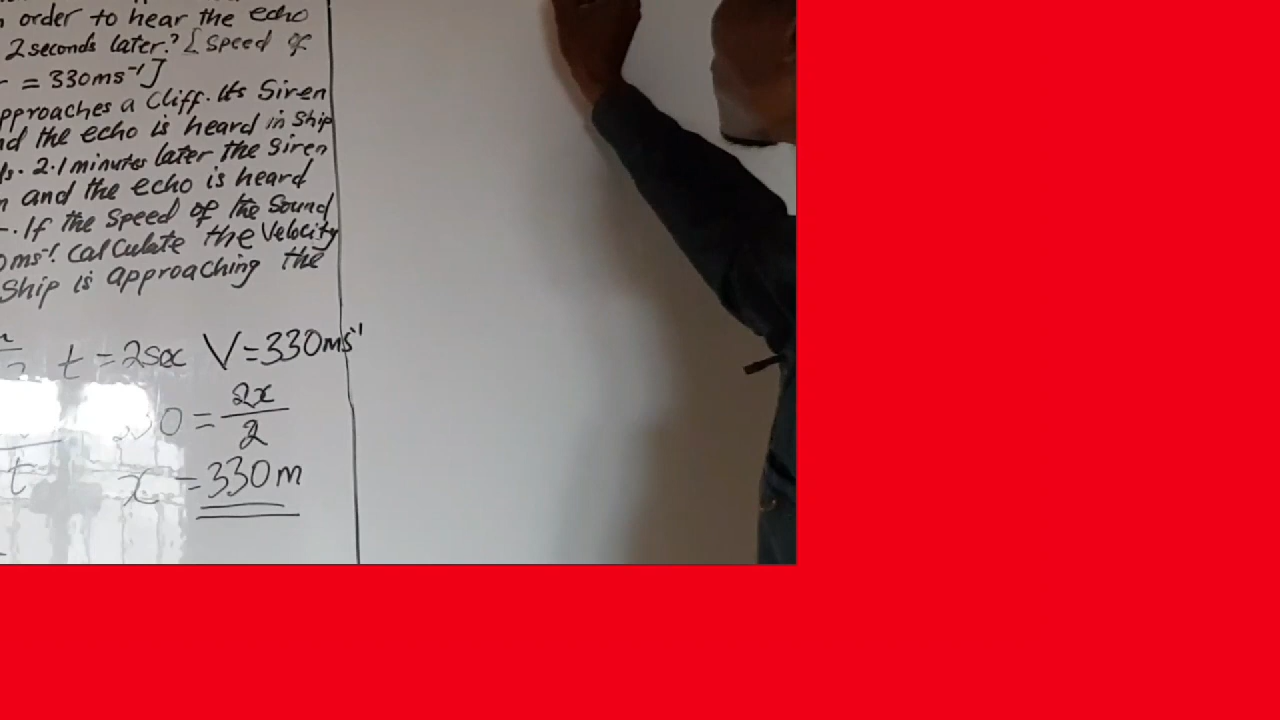 order to hear the echo
2 seconds later.? [Speed of
= 330ms⁻¹]
approaches a Cliff. Its Siren
the echo is heard in Ship
2.1 minutes later the Siren
and the echo is heard
. If the Speed of the Sound
ms⁻¹. Calculate the Velocity
Ship is approaching the
t = 2sec V = 330ms⁻¹
30 = 2x/2
t
x = 330m